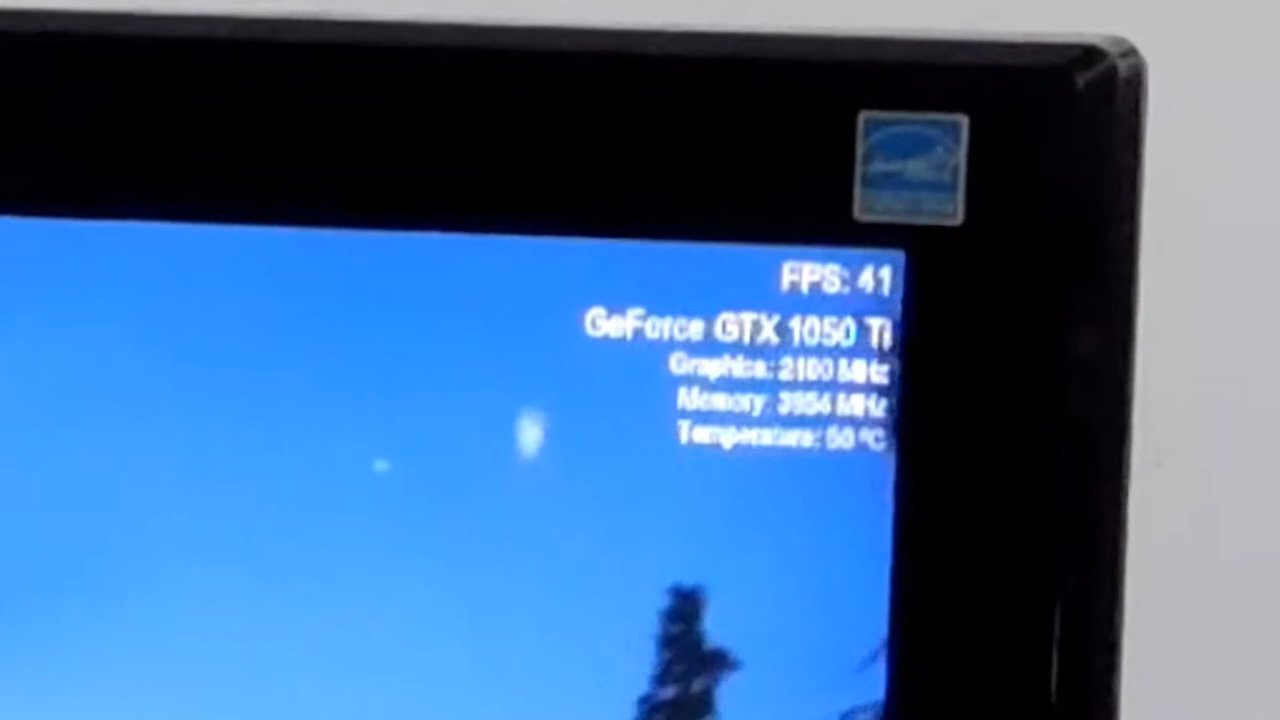 FPS: 41
GeForce GTX 1050 Ti
Graphics: 2100 MHz
Memory: 3954 MHz
Temperature: 50 °C